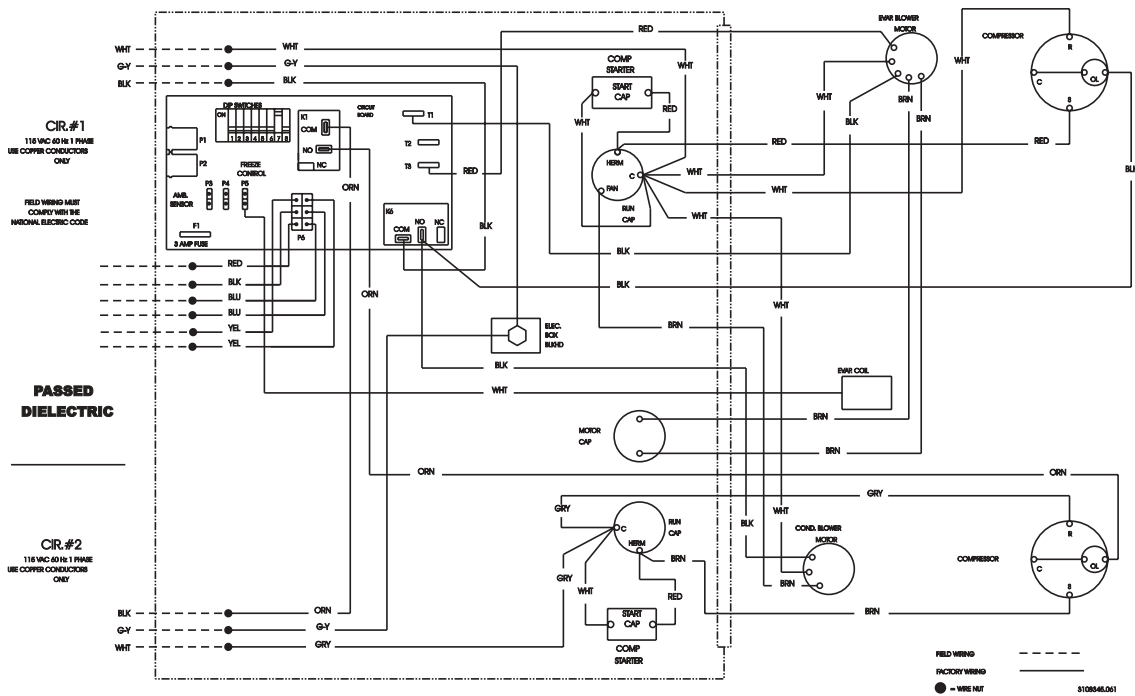 WHT
G-Y
BLK
WHT
G-Y
BLK
CIR.#1
115 VAC 60 Hz 1 PHASE
USE COPPER CONDUCTORS
ONLY
FIELD WIRING MUST
COMPLY WITH THE
NATIONAL ELECTRIC CODE
DIP SWITCHES
ON
1 2 3 4 5 6 7 8
K1
COM
NO
NC
CIRCUIT
BOARD
T1
T2
T3
P1
P2
FREEZE
CONTROL
P3 P4 P5
AMB.
SENSOR
F1
3 AMP FUSE
P6
K6
COM
NO
NC
RED
ORN
BLK
ORN
RED
BLK
BLU
BLU
YEL
YEL
PASSED
DIELECTRIC
ELEC.
BOX
BLKHD
BLK
WHT
RED
COMP
STARTER
START
CAP
WHT
RED
WHT
HERM
C
FAN
RUN
CAP
RED
WHT
WHT
WHT
BLK
BLK
BRN
EVAP. BLOWER
MOTOR
WHT
BLK
BRN
BRN
WHT
COMPRESSOR
R
C
OL
S
RED
BL
WHT
EVAP. COIL
MOTOR
CAP
BRN
BRN
ORN
ORN
GRY
CIR.#2
115 VAC 60 Hz 1 PHASE
USE COPPER CONDUCTORS
ONLY
GRY
C
RUN
CAP
HERM
BRN
GRY
WHT
RED
START
CAP
COMP
STARTER
BLK
WHT
COND. BLOWER
MOTOR
BRN
COMPRESSOR
R
C
OL
S
BRN
BLK
G-Y
WHT
ORN
G-Y
GRY
FIELD WIRING
FACTORY WIRING
= WIRE NUT
3109346.061